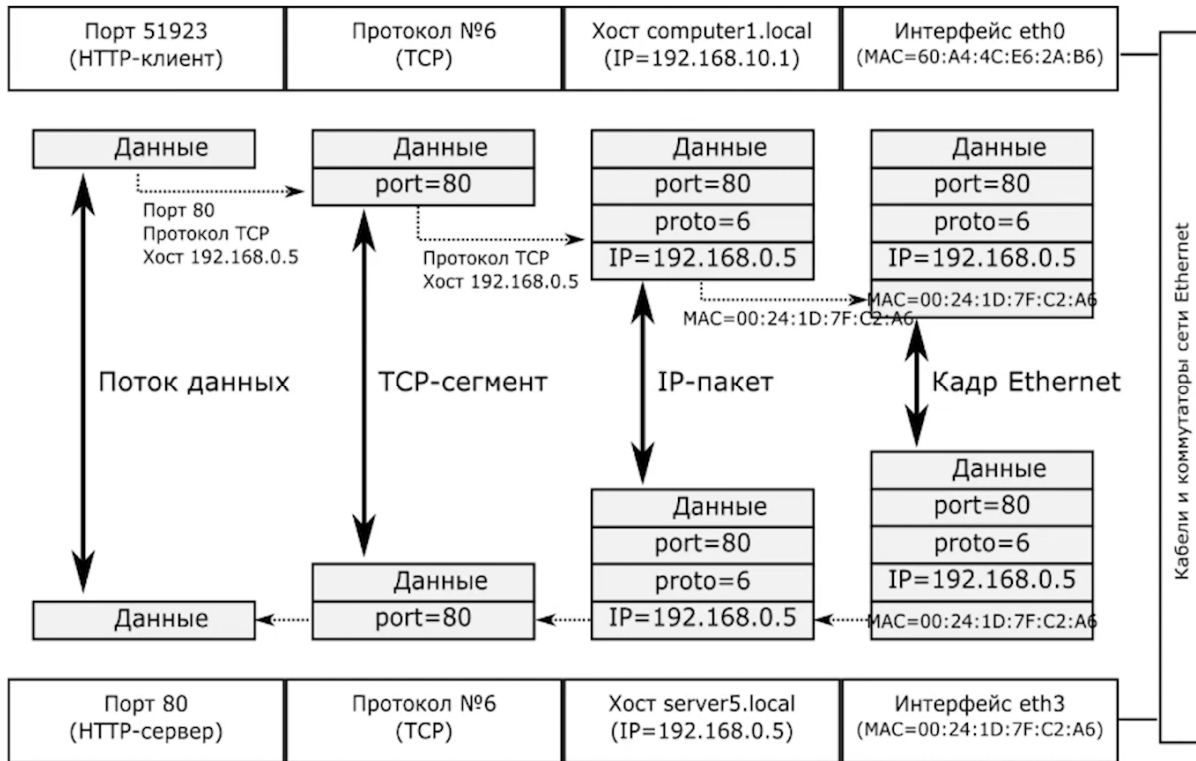 Порт 51923
(HTTP-клиент)
Протокол №6
(TCP)
Хост computer1.local
(IP=192.168.10.1)
Интерфейс eth0
(MAC=60:A4:4C:E6:2A:B6)
Данные
Порт 80
Протокол TCP
Хост 192.168.0.5
Данные
port=80
Протокол TCP
Хост 192.168.0.5
Данные
port=80
proto=6
IP=192.168.0.5
MAC=00:24:1D:7F:C2:A6
Данные
port=80
proto=6
IP=192.168.0.5
MAC=00:24:1D:7F:C2:A6
Поток данных
TCP-сегмент
IP-пакет
Кадр Ethernet
Данные
Данные
port=80
Данные
port=80
proto=6
IP=192.168.0.5
Данные
port=80
proto=6
IP=192.168.0.5
MAC=00:24:1D:7F:C2:A6
Порт 80
(HTTP-сервер)
Протокол №6
(TCP)
Хост server5.local
(IP=192.168.0.5)
Интерфейс eth3
(MAC=00:24:1D:7F:C2:A6)
Кабели и коммутаторы сети Ethernet